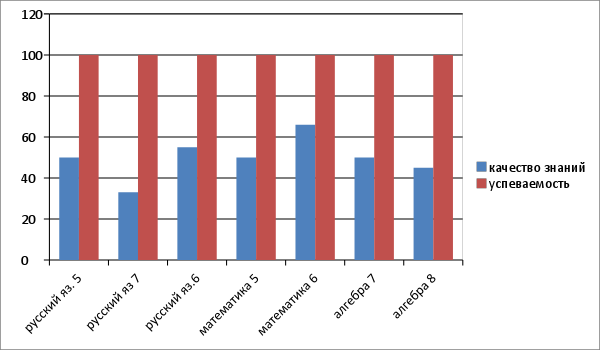 120
100
80
60
40
20
0
русский яз. 5
русский яз 7
русский яз.6
математика 5
математика 6
алгебра 7
алгебра 8
качество знаний
успеваемость